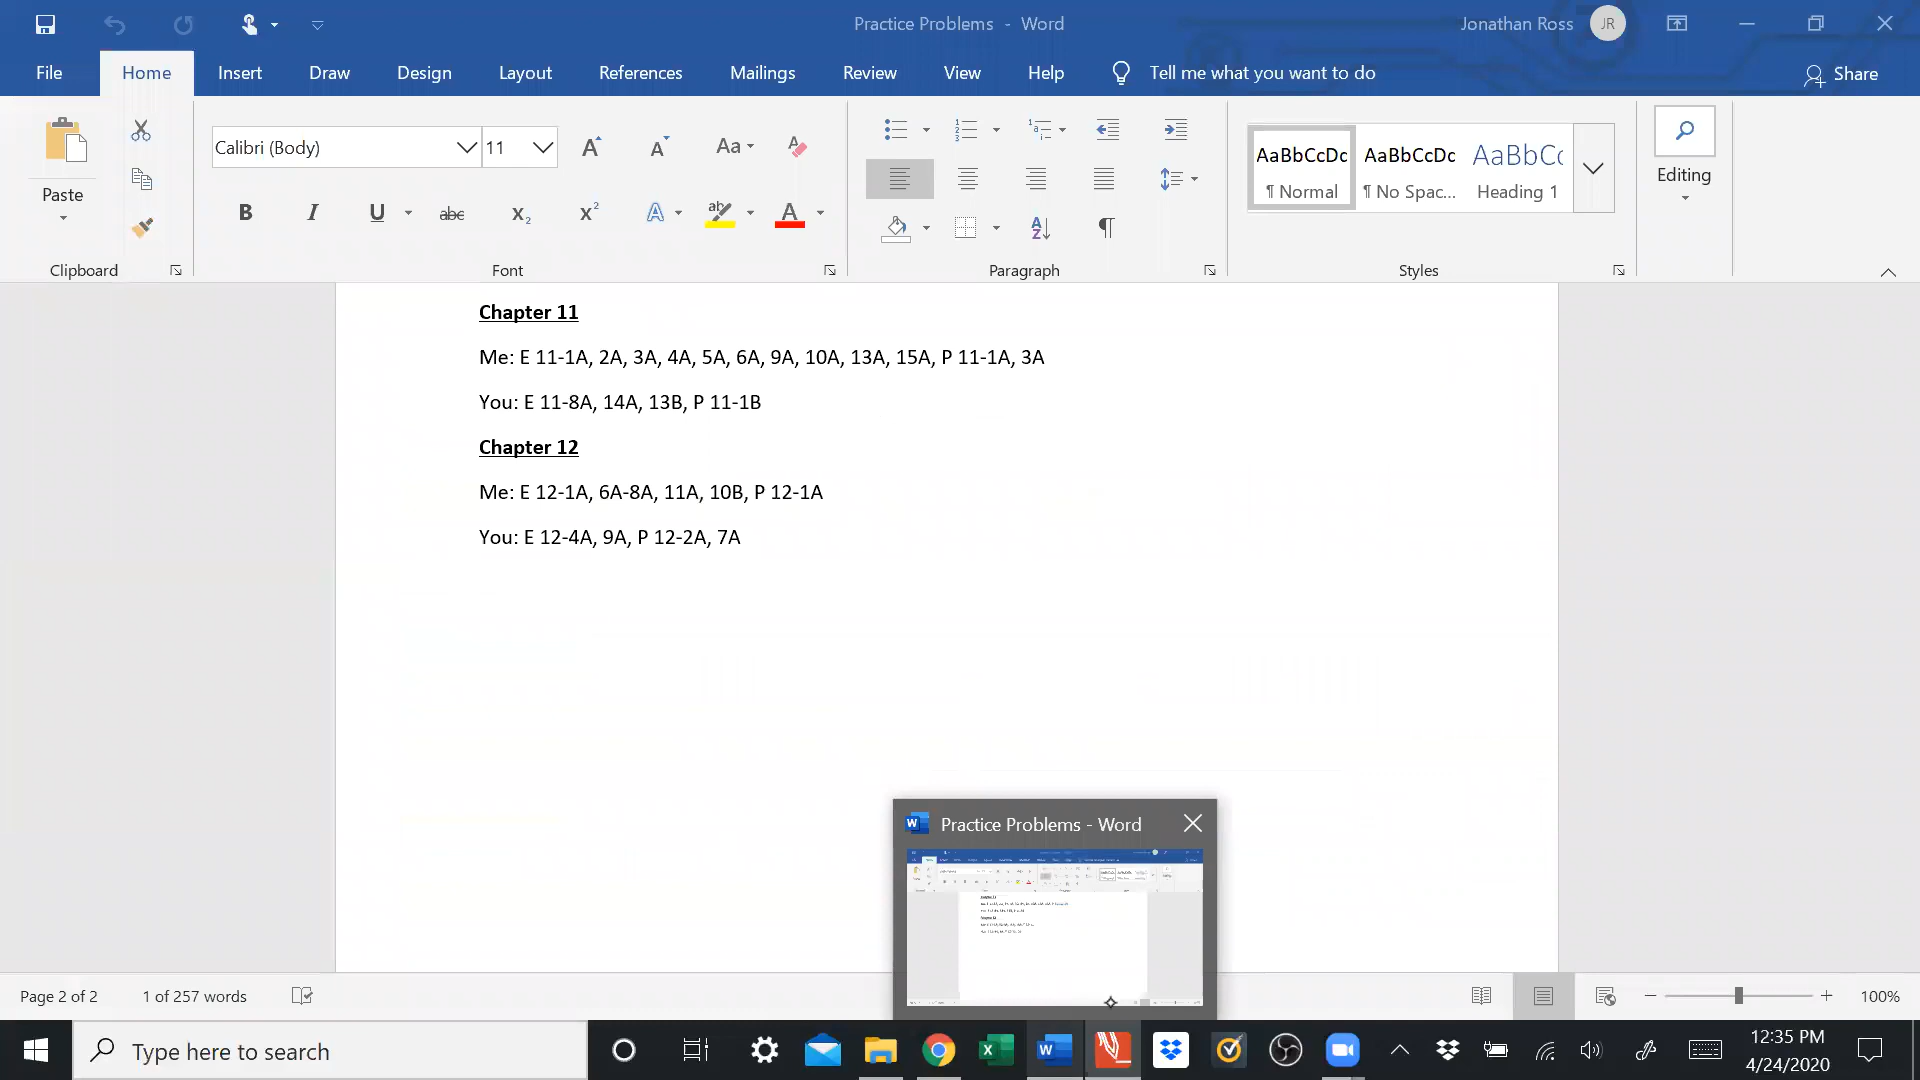 Practice Problems - Word
Jonathan Ross JR
File Home Insert Draw Design Layout References Mailings Review View Help Tell me what you want to do Share
Paste
Calibri (Body) 11
AaBbCcDc AaBbCcDc AaBbCc
¶ Normal ¶ No Spac... Heading 1
Editing
Clipboard Font Paragraph Styles
Chapter 11
Me: E 11-1A, 2A, 3A, 4A, 5A, 6A, 9A, 10A, 13A, 15A, P 11-1A, 3A
You: E 11-8A, 14A, 13B, P 11-1B
Chapter 12
Me: E 12-1A, 6A-8A, 11A, 10B, P 12-1A
You: E 12-4A, 9A, P 12-2A, 7A
Practice Problems - Word
Page 2 of 2 1 of 257 words 100%
Type here to search
12:35 PM
4/24/2020